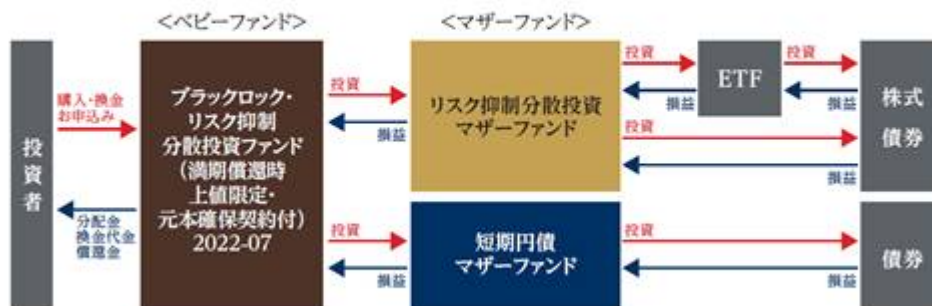 <ベビーファンド>
<マザーファンド>
投資者
購入・換金
お申込み
分配金
換金代金
償還金
ブラックロック・
リスク抑制
分散投資ファンド
(満期償還時
上値限定・
元本確保契約付)
2022-07
投資
損益
投資
損益
リスク抑制分散投資
マザーファンド
短期円債
マザーファンド
投資
損益
ETF
投資
損益
投資
損益
株式
債券
投資
損益
債券